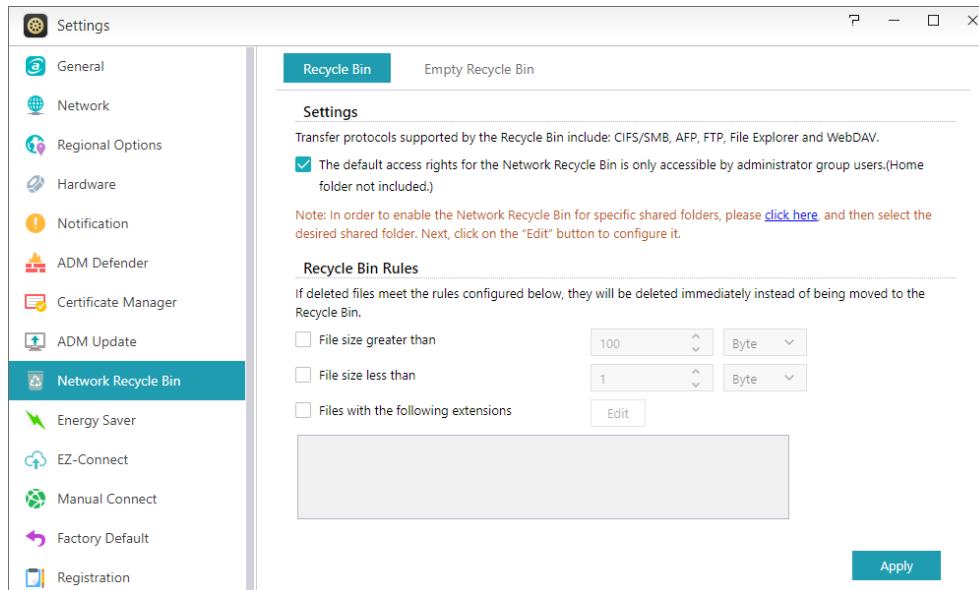 Settings
General
Network
Regional Options
Hardware
Notification
ADM Defender
Certificate Manager
ADM Update
Network Recycle Bin
Energy Saver
EZ-Connect
Manual Connect
Factory Default
Registration
Recycle Bin
Empty Recycle Bin
Settings
Transfer protocols supported by the Recycle Bin include: CIFS/SMB, AFP, FTP, File Explorer and WebDAV.
The default access rights for the Network Recycle Bin is only accessible by administrator group users.(Home
folder not included.)
Note: In order to enable the Network Recycle Bin for specific shared folders, please click here, and then select the
desired shared folder. Next, click on the “Edit” button to configure it.
Recycle Bin Rules
If deleted files meet the rules configured below, they will be deleted immediately instead of being moved to the
Recycle Bin.
File size greater than
100
Byte
File size less than
1
Byte
Files with the following extensions
Edit
Apply